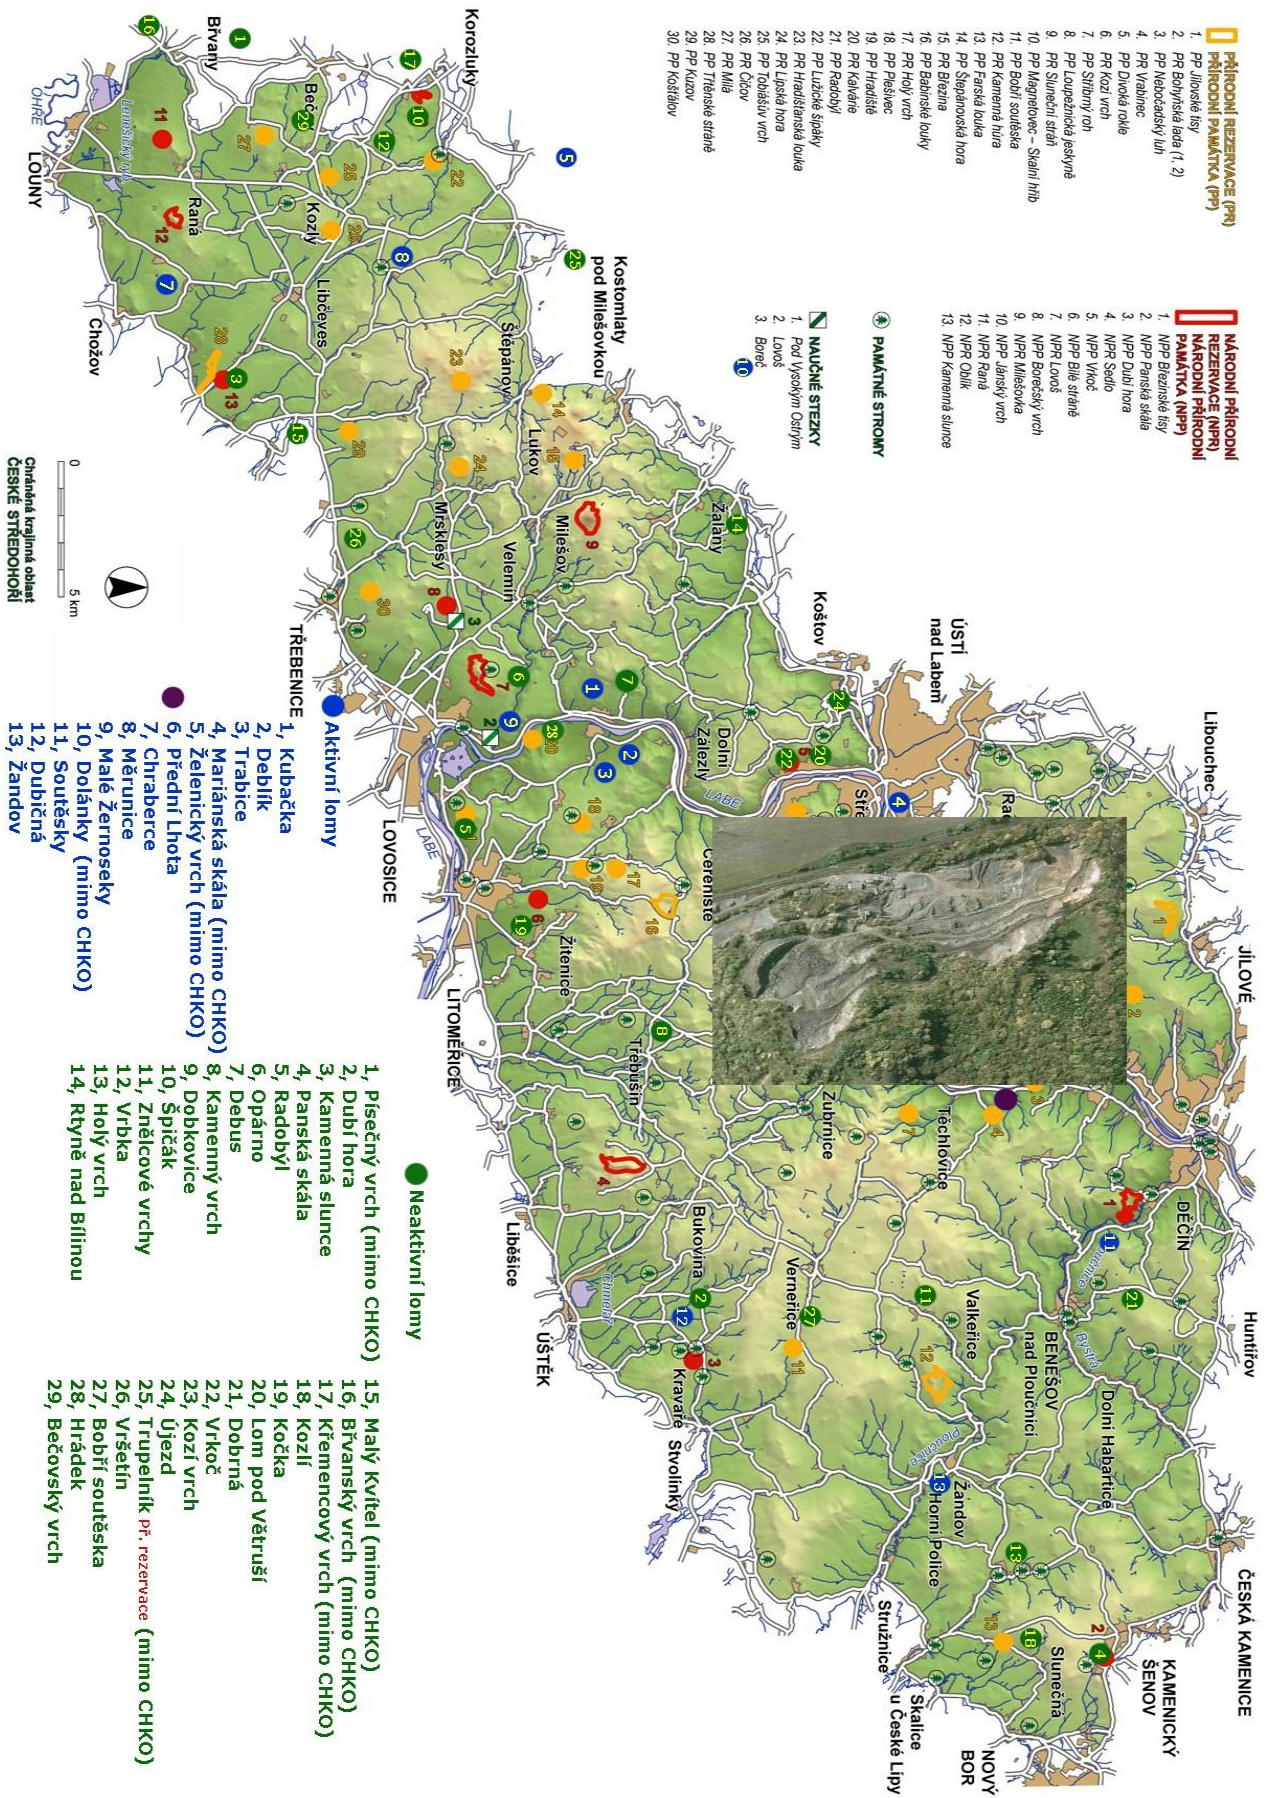 PŘÍRODNÍ REZERVACE (PR)
PŘÍRODNÍ PAMÁTKA (PP)
1. PP Jílovské tisy
2. PR Bohyňská lada (1, 2)
3. PP Nebočadský luh
4. PR Vrabinec
5. PP Divoká rokle
6. PR Kozí vrch
7. PP Stříbrný roh
8. PP Loupežnická jeskyně
9. PR Sluneční stráň
10. PP Magnetovec – Skalní hřib
11. PP Bobří soutěska
12. PR Kamenná hůra
13. PP Farská louka
14. PP Štěpánovská hora
15. PR Březina
16. PP Babinské louky
17. PR Holý vrch
18. PP Plešivec
19. PP Hradiště
20. PR Kalvárie
21. PP Radobýl
22. PP Lužické šipáky
23. PR Hradišťanská louka
24. PR Lipská hora
25. PP Tobiášův vrch
26. PR Číčov
27. PR Milá
28. PP Třtěnské stráně
29. PP Kuzov
30. PP Košťálov
NÁRODNÍ PŘÍRODNÍ
REZERVACE (NPR)
NÁRODNÍ PŘÍRODNÍ
PAMÁTKA (NPP)
1. NPP Březinské tisy
2. NPP Panská skála
3. NPP Dubí hora
4. NPR Sedlo
5. NPP Vrkoč
6. NPP Bílé stráně
7. NPR Lovoš
8. NPP Borečský vrch
9. NPR Milešovka
10. NPP Jánský vrch
11. NPR Raná
12. NPR Oblík
13. NPP Kamenná slunce
PAMÁTNÉ STROMY
NAUČNÉ STEZKY
1. Pod Vysokým Ostrým
2. Lovoš
3. Boreč
10
Libouchec
JÍLOVÉ
DĚČÍN
Huntířov
ČESKÁ KAMENICE
KAMENICKÝ
ŠENOV
NOVÝ
BOR
Skalice
u České Lípy
Slunečná
Stružnice
Horní Police
Žandov
Dolní Habartice
BENEŠOV
nad Ploučnicí
Bystrá
Ploučnice
Valkeřice
Verneřice
Těchlovice
Zubrnice
Bukovina
Kravaře
Stvolínky
ÚŠTĚK
Chmelař
Liběšice
Třebušín
Žitenice
LITOMĚŘICE
LOVOSICE
LABE
ÚSTÍ
nad Labem
Koštov
Dolní
Zálezly
LABE
Žalany
Milešov
Velemín
Mrsklesy
TŘEBENICE
Lukov
Štěpánov
Kostomlaty
pod Milešovkou
Libčeves
Kozly
Raná
Chožov
LOUNY
OHŘE
Bečov
Břvany
Korozluky
0 5 km
Chráněná krajinná oblast
ČESKÉ STŘEDOHOŘÍ
Aktivní lomy
1, Kubačka
2, Deblík
3, Trabice
4, Mariánská skála (mimo CHKO)
5, Želenický vrch (mimo CHKO)
6, Přední Lhota
7, Chraberce
8, Měrunice
9, Malé Žernoseky
10, Dolánky (mimo CHKO)
11, Soutěsky
12, Dubičná
13, Žandov
Neaktivní lomy
1, Písečný vrch (mimo CHKO)
2, Dubí hora
3, Kamenná slunce
4, Panská skála
5, Radobýl
6, Opárno
7, Debus
8, Kamenný vrch
9, Dobkovice
10, Špičák
11, Znělcové vrchy
12, Vrbka
13, Holý vrch
14, Rtyně nad Bílinou
15, Malý Kvítel (mimo CHKO)
16, Břvanský vrch (mimo CHKO)
17, Křemencový vrch (mimo CHKO)
18, Kozlí
19, Kočka
20, Lom pod Větruší
21, Dobrná
22, Vrkoč
23, Kozí vrch
24, Újezd
25, Trupelník př. rezervace (mimo CHKO)
26, Vršetín
27, Bobří soutěska
28, Hrádek
29, Bečovský vrch